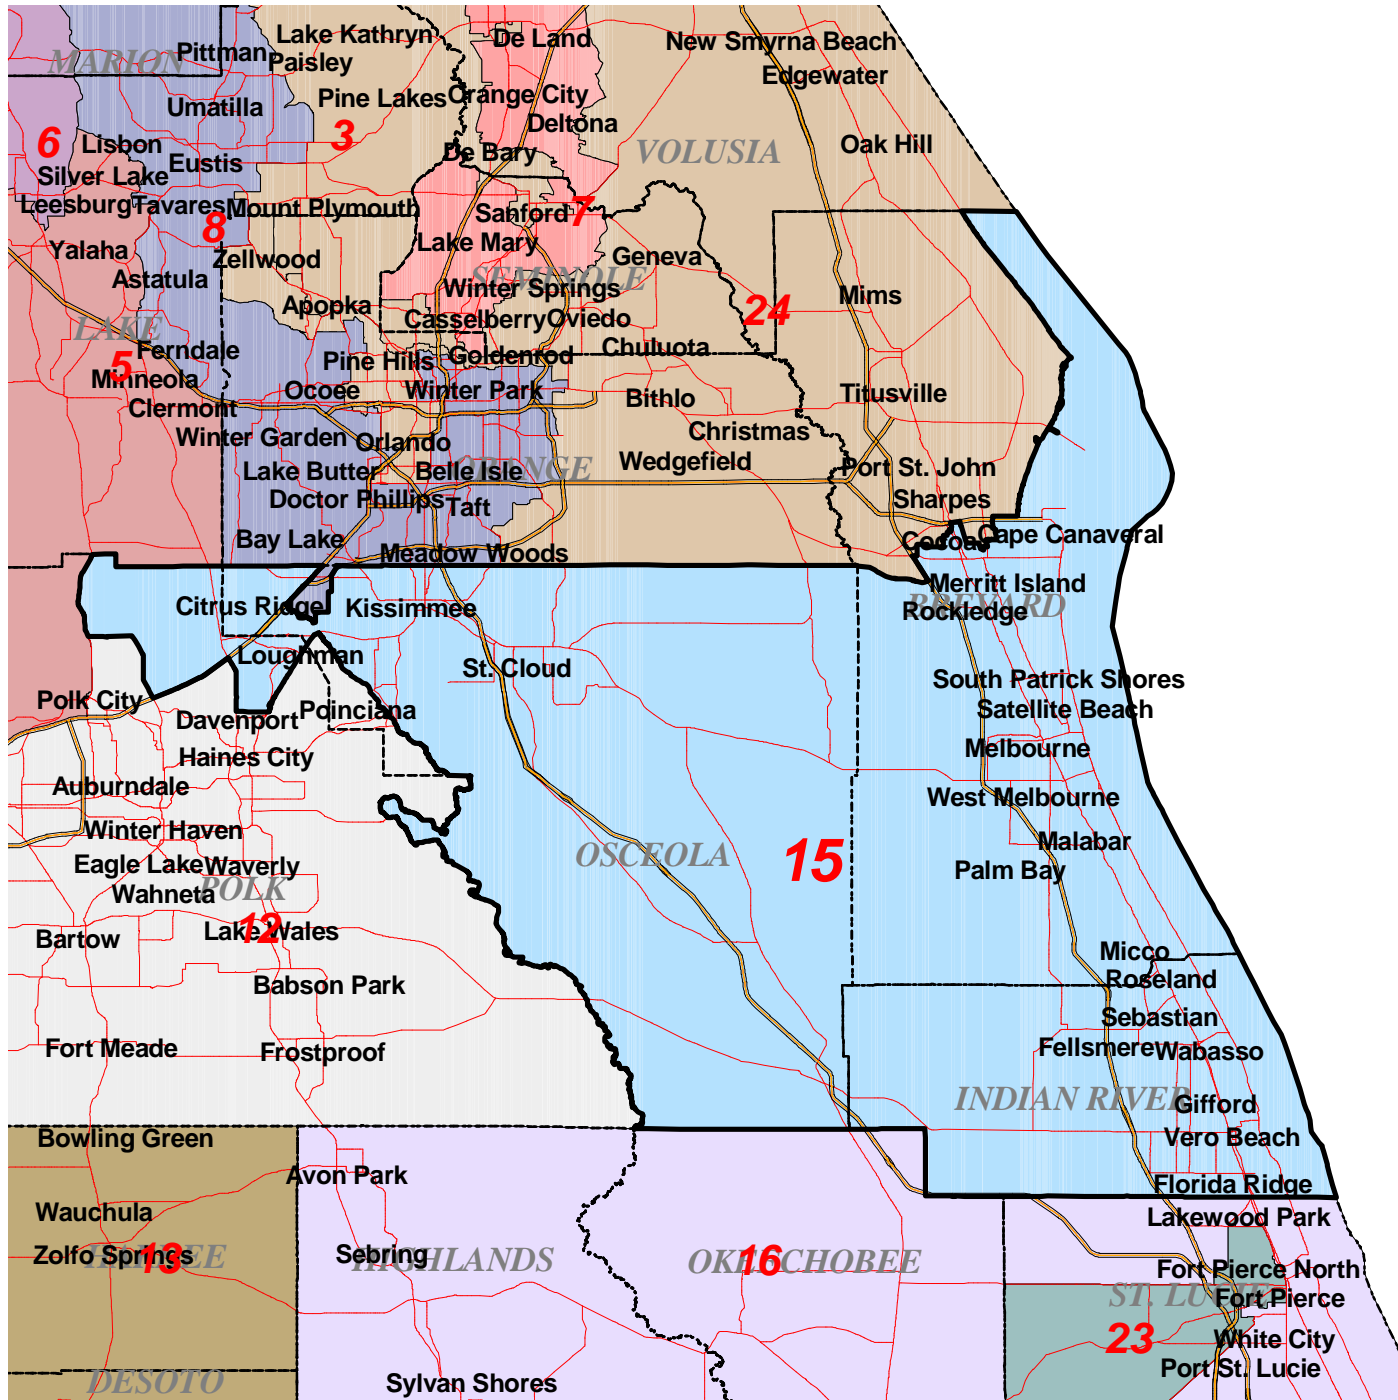 Lake Kathryn
De Land
New Smyrna Beach
MARION
Pittman
Paisley
Edgewater
Umatilla
Pine Lakes
Orange City
Deltona
6
Lisbon
3
De Bary
VOLUSIA
Oak Hill
Silver Lake
Eustis
Leesburg
Tavares
Mount Plymouth
Sanford
7
8
Yalaha
Zellwood
Lake Mary
Geneva
Astatula
SEMINOLE
Winter Springs
Mims
Apopka
24
LAKE
Casselberry
Oviedo
Ferndale
Pine Hills
Goldenrod
Chuluota
5
Minneola
Ocoee
Winter Park
Bithlo
Titusville
Clermont
Christmas
Winter Garden
Orlando
Wedgefield
Lake Butter
Belle Isle
ORANGE
Port St. John
Doctor Phillips
Taft
Sharpes
Bay Lake
Meadow Woods
Cocoa
Cape Canaveral
Merritt Island
Citrus Ridge
Kissimmee
BREVARD
Rockledge
Loughman
St. Cloud
South Patrick Shores
Polk City
Davenport
Poinciana
Satellite Beach
Haines City
Melbourne
Auburndale
West Melbourne
Winter Haven
Malabar
Eagle Lake
Waverly
OSCEOLA
15
Palm Bay
Wahneta
POLK
Bartow
Lake Wales
12
Micco
Babson Park
Roseland
Sebastian
Fort Meade
Frostproof
Fellsmere
Wabasso
INDIAN RIVER
Gifford
Bowling Green
Vero Beach
Avon Park
Florida Ridge
Wauchula
Lakewood Park
Zolfo Springs
HARDEE
13
Sebring
HIGHLANDS
OKEECHOBEE
16
Fort Pierce North
ST. LUCIE
Fort Pierce
23
White City
Port St. Lucie
DESOTO
Sylvan Shores